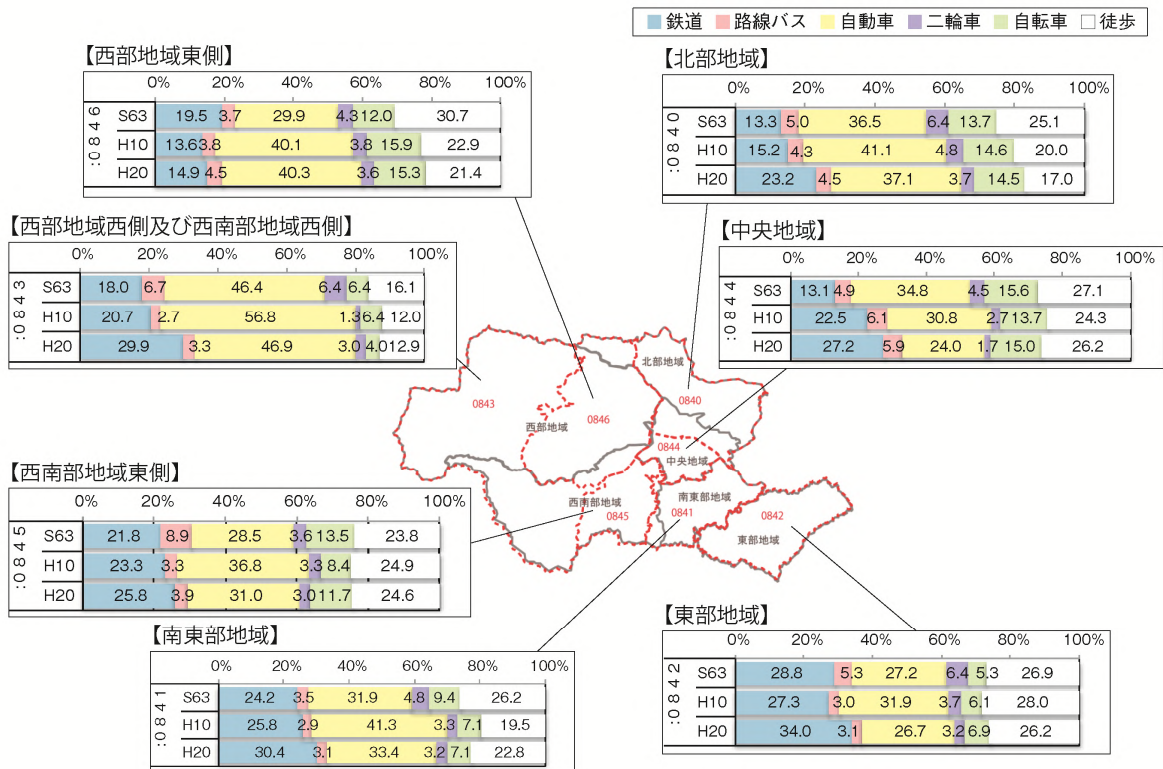 鉄道 路線バス 自動車 二輪車 自転車 徒歩
【西部地域東側】
0% 20% 40% 60% 80% 100%
:0846
S63 19.5 3.7 29.9 4.3 12.0 30.7
H10 13.6 3.8 40.1 3.8 15.9 22.9
H20 14.9 4.5 40.3 3.6 15.3 21.4
【北部地域】
0% 20% 40% 60% 80% 100%
:0840
S63 13.3 5.0 36.5 6.4 13.7 25.1
H10 15.2 4.3 41.1 4.8 14.6 20.0
H20 23.2 4.5 37.1 3.7 14.5 17.0
【西部地域西側及び西南部地域西側】
0% 20% 40% 60% 80% 100%
:0843
S63 18.0 6.7 46.4 6.4 6.4 16.1
H10 20.7 2.7 56.8 1.3 6.4 12.0
H20 29.9 3.3 46.9 3.0 4.0 12.9
【中央地域】
0% 20% 40% 60% 80% 100%
:0844
S63 13.1 4.9 34.8 4.5 15.6 27.1
H10 22.5 6.1 30.8 2.7 13.7 24.3
H20 27.2 5.9 24.0 1.7 15.0 26.2
北部地域
0840
0843
0846
西部地域
0844
中央地域
西南部地域
0845
南東部地域
0841
0842
東部地域
【西南部地域東側】
0% 20% 40% 60% 80% 100%
:0845
S63 21.8 8.9 28.5 3.6 13.5 23.8
H10 23.3 3.3 36.8 3.3 8.4 24.9
H20 25.8 3.9 31.0 3.0 11.7 24.6
【南東部地域】
0% 20% 40% 60% 80% 100%
:0841
S63 24.2 3.5 31.9 4.8 9.4 26.2
H10 25.8 2.9 41.3 3.3 7.1 19.5
H20 30.4 3.1 33.4 3.2 7.1 22.8
【東部地域】
0% 20% 40% 60% 80% 100%
:0842
S63 28.8 5.3 27.2 6.4 5.3 26.9
H10 27.3 3.0 31.9 3.7 6.1 28.0
H20 34.0 3.1 26.7 3.2 6.9 26.2